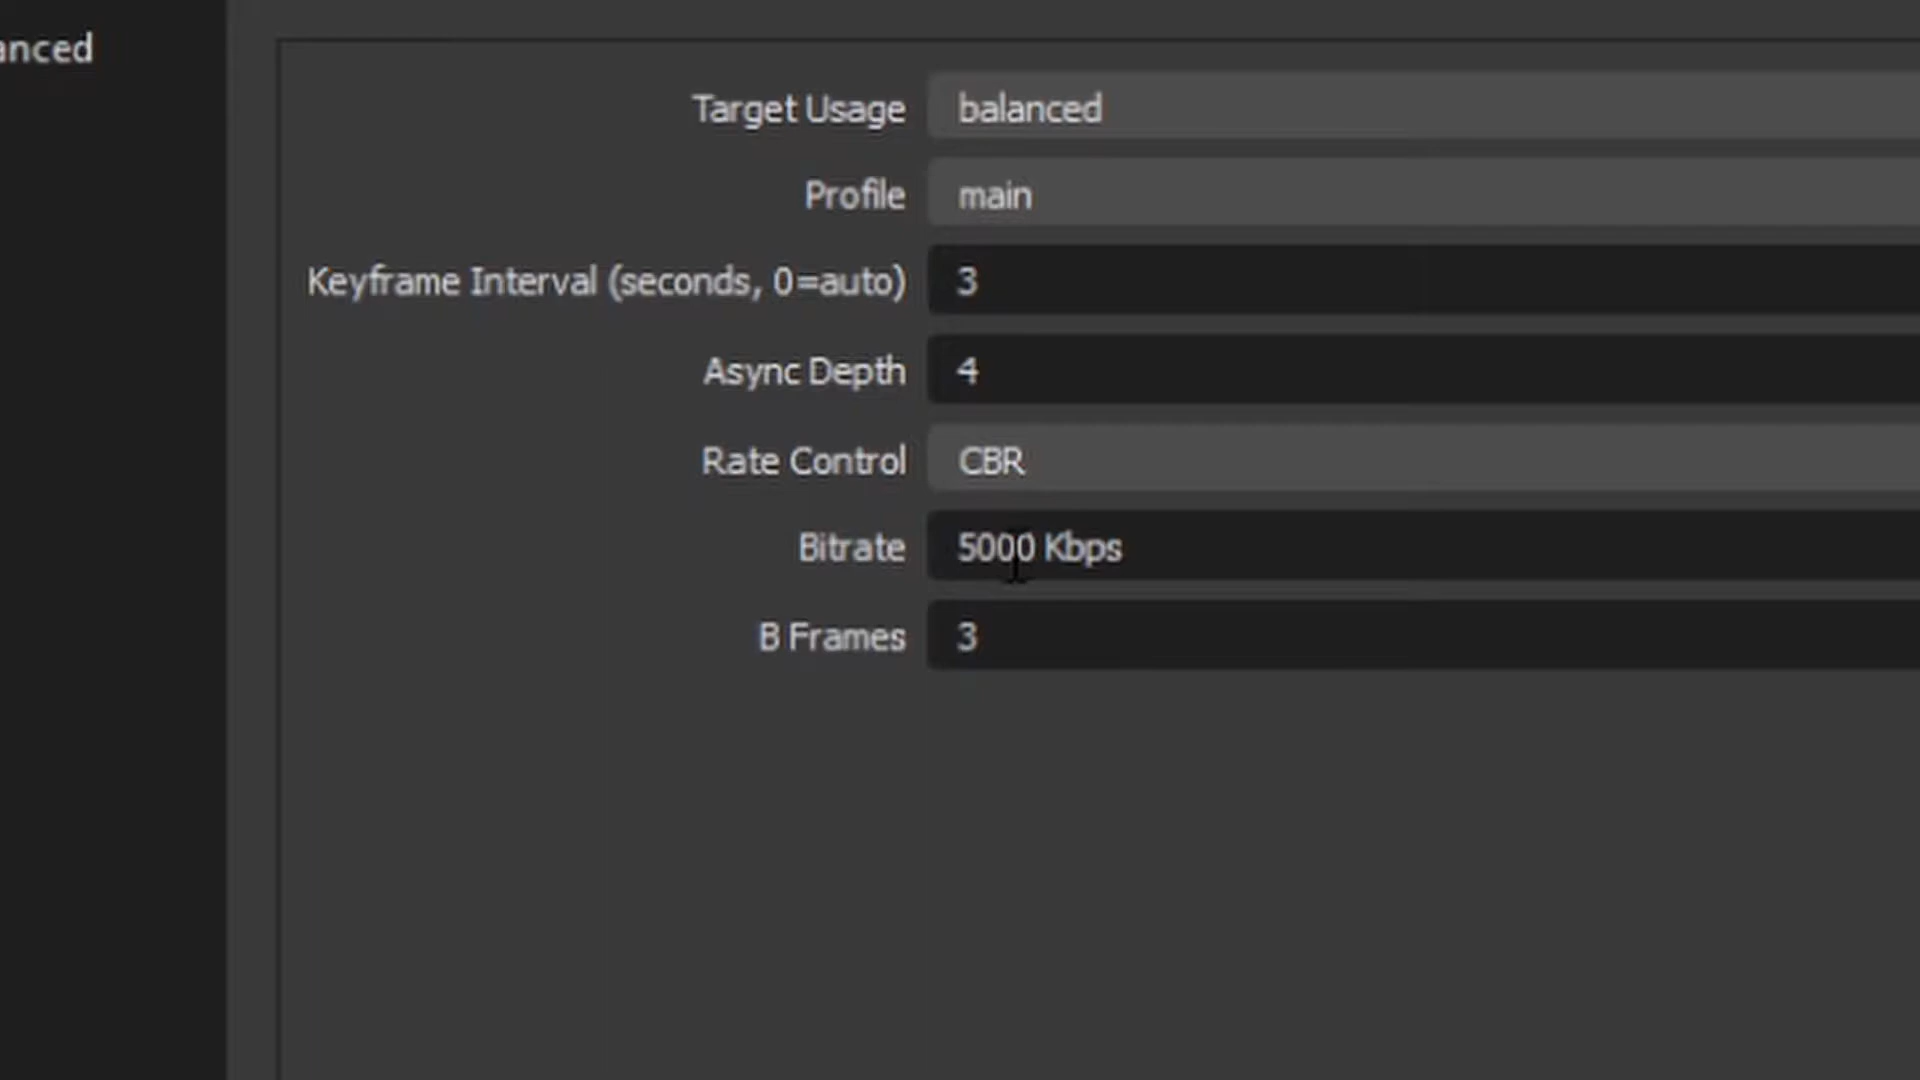 anced
Target Usage balanced
Profile main
Keyframe Interval (seconds, 0=auto) 3
Async Depth 4
Rate Control CBR
Bitrate 5000 Kbps
B Frames 3